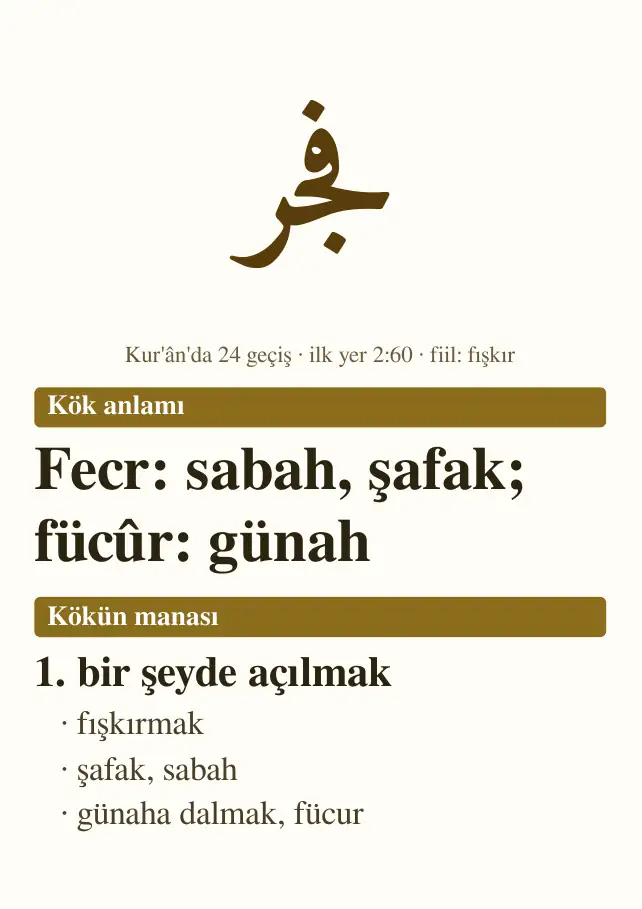 فجر
Kur'ân'da 24 geçiş · ilk yer 2:60 · fiil: fışkır
Kök anlamı
Fecr: sabah, şafak;
fücûr: günah
Kökün manası
1. bir şeyde açılmak
· fışkırmak
· şafak, sabah
· günaha dalmak, fücur